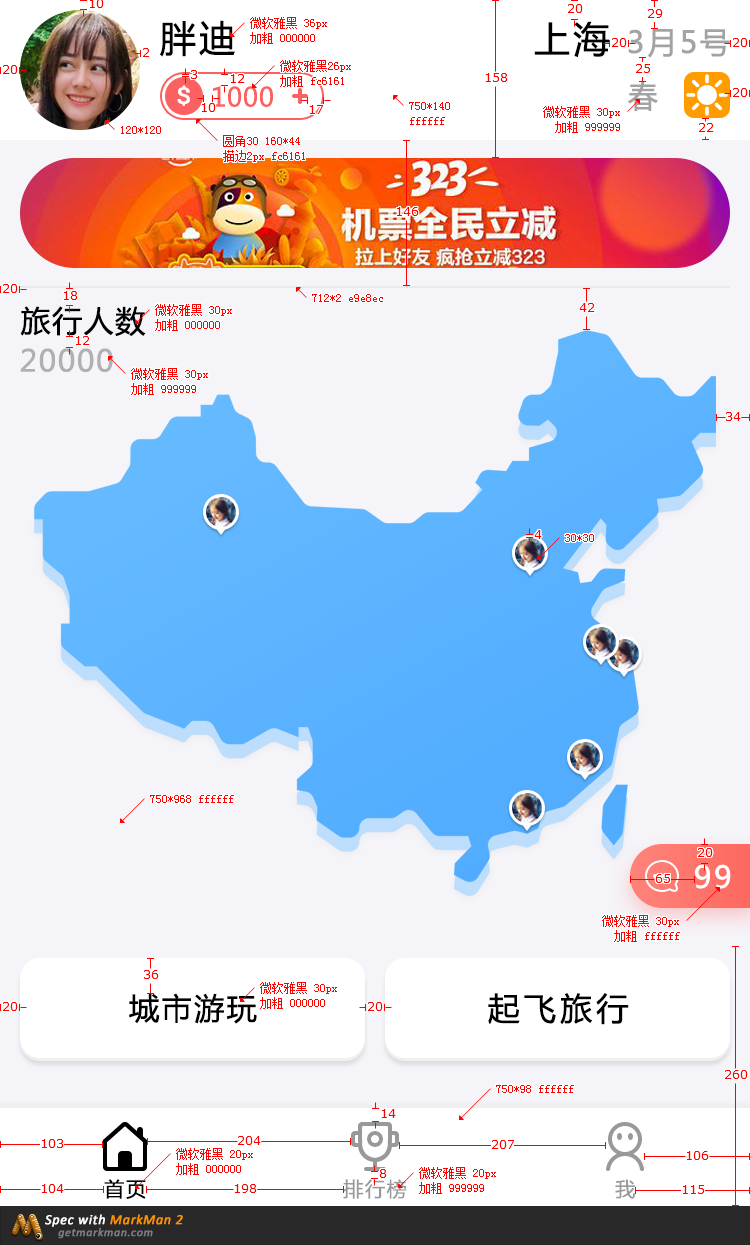 10
微软雅黑 36px
加粗 000000
20
29
胖迪
上海
3月5号
20
20
2
20
微软雅黑26px
加粗 fc6161
3
12
$
1000
+
10
17
158
25
春
20
750*140
ffffff
微软雅黑 30px
加粗 999999
22
120*120
圆角30 160*44
描边2px fc6161
323
146
机票全民立减
拉上好友 疯抢立减323
20
18
712*2 e9e8ec
42
旅行人数
微软雅黑 30px
加粗 000000
12
20000
微软雅黑 30px
加粗 999999
34
4
30*30
750*968 ffffff
20
65
99
微软雅黑 30px
加粗 ffffff
36
20
城市游玩
微软雅黑 30px
加粗 000000
20
起飞旅行
260
750*98 ffffff
14
103
204
207
106
微软雅黑 20px
加粗 000000
8
微软雅黑 20px
加粗 999999
104
首页
198
排行榜
我
115
Spec with MarkMan 2
getmarkman.com